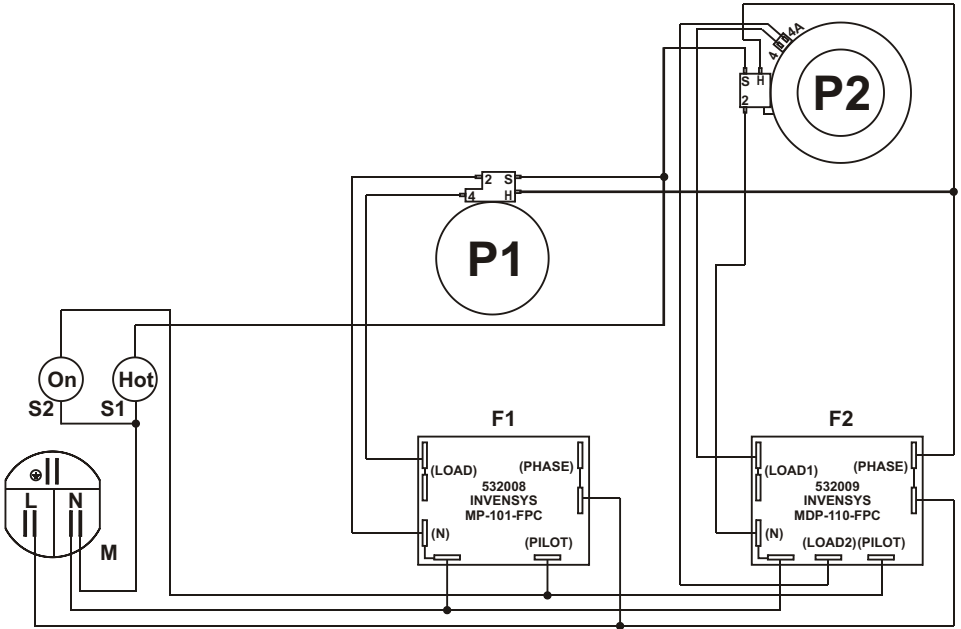 4 4A
S H
2
P2
2 S
4 H
P1
On
Hot
S2
S1
F1
F2
(LOAD)
(PHASE)
532008
INVENSYS
MP-101-FPC
(N)
(PILOT)
(LOAD1)
(PHASE)
532009
INVENSYS
MDP-110-FPC
(N)
(LOAD2)(PILOT)
L N
M